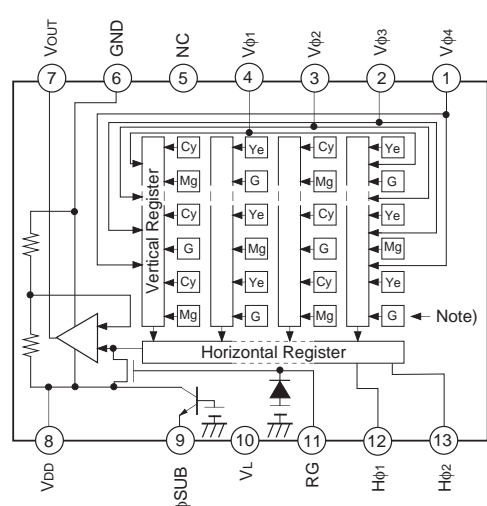 VOUT GND NC Vφ1 Vφ2 Vφ3 Vφ4
7 6 5 4 3 2 1
Vertical Register
Cy Ye Cy Ye
Mg G Mg G
Cy Ye Cy Ye
G Mg G Mg
Cy Ye Cy Ye
Mg G Mg G
Note)
Horizontal Register
8 9 10 11 12 13
VDD φSUB VL RG Hφ1 Hφ2